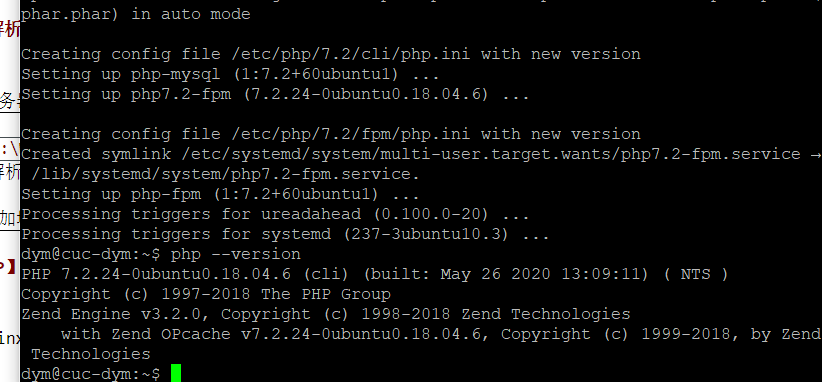 phar.phar) in auto mode
解析
Creating config file /etc/php/7.2/cli/php.ini with new version
Setting up php-mysql (1:7.2+60ubuntu1) ...
Setting up php7.2-fpm (7.2.24-0ubuntu0.18.04.6) ...
务
Creating config file /etc/php/7.2/fpm/php.ini with new version
Created symlink /etc/systemd/system/multi-user.target.wants/php7.2-fpm.service →
/lib/systemd/system/php7.2-fpm.service.
解析
Setting up php-fpm (1:7.2+60ubuntu1) ...
Processing triggers for ureadahead (0.100.0-20) ...
加
Processing triggers for systemd (237-3ubuntu10.3) ...
dym@cuc-dym:~$ php --version
PHP 7.2.24-0ubuntu0.18.04.6 (cli) (built: May 26 2020 13:09:11) ( NTS )
Copyright (c) 1997-2018 The PHP Group
Zend Engine v3.2.0, Copyright (c) 1998-2018 Zend Technologies
with Zend OPcache v7.2.24-0ubuntu0.18.04.6, Copyright (c) 1999-2018, by Zend
Technologies
dym@cuc-dym:~$